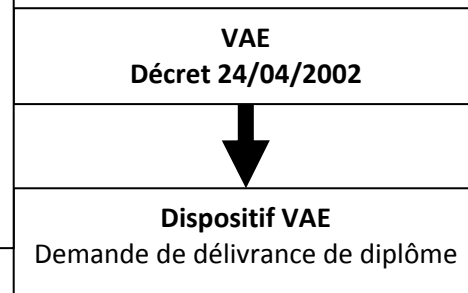 VAE
Décret 24/04/2002
Dispositif VAE
Demande de délivrance de diplôme